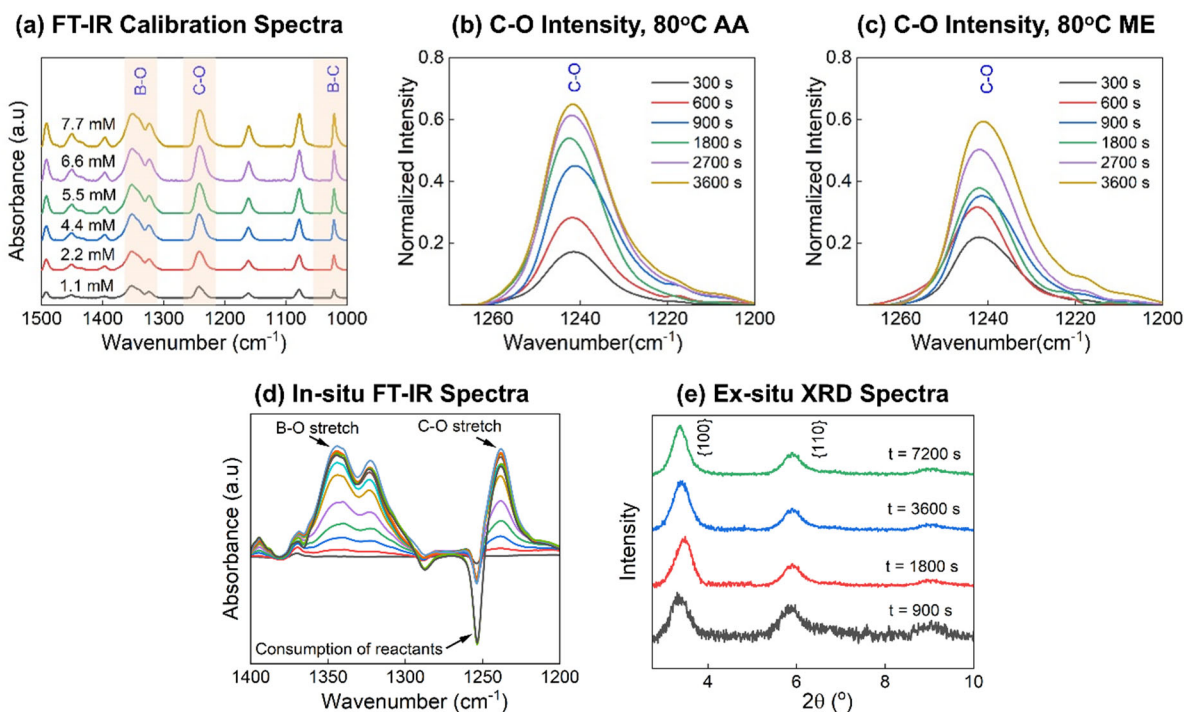 (a) FT-IR Calibration Spectra
B-O
C-O
B-C
7.7 mM
6.6 mM
5.5 mM
4.4 mM
2.2 mM
1.1 mM
Absorbance (a.u)
1500 1400 1300 1200 1100 1000
Wavenumber (cm-1)
(b) C-O Intensity, 80oC AA
C-O
300 s
600 s
900 s
1800 s
2700 s
3600 s
0.8
0.6
0.4
0.2
Normalized Intensity
1260 1240 1220 1200
Wavenumber(cm-1)
(c) C-O Intensity, 80oC ME
C-O
300 s
600 s
900 s
1800 s
2700 s
3600 s
0.8
0.6
0.4
0.2
Normalized Intensity
1260 1240 1220 1200
Wavenumber(cm-1)
(d) In-situ FT-IR Spectra
B-O stretch
C-O stretch
Consumption of reactants
Absorbance (a.u)
1400 1350 1300 1250 1200
Wavenumber (cm-1)
(e) Ex-situ XRD Spectra
{100}
{110}
t = 7200 s
t = 3600 s
t = 1800 s
t = 900 s
Intensity
4 6 8 10
2θ (o)